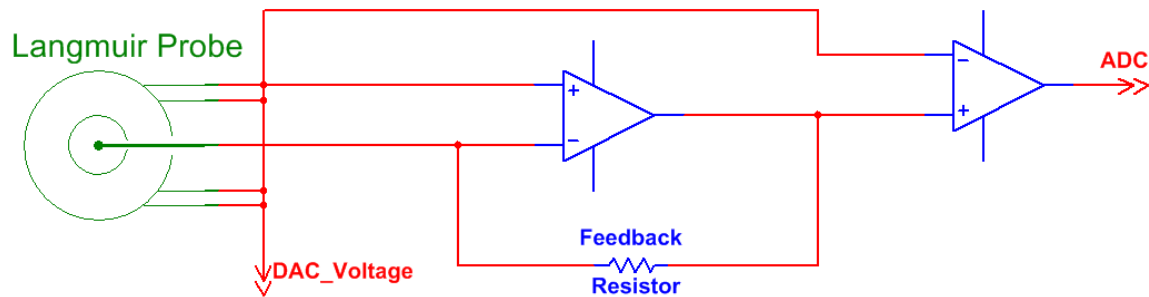 Langmuir Probe
ADC
+
−
−
+
Feedback
Resistor
DAC_Voltage